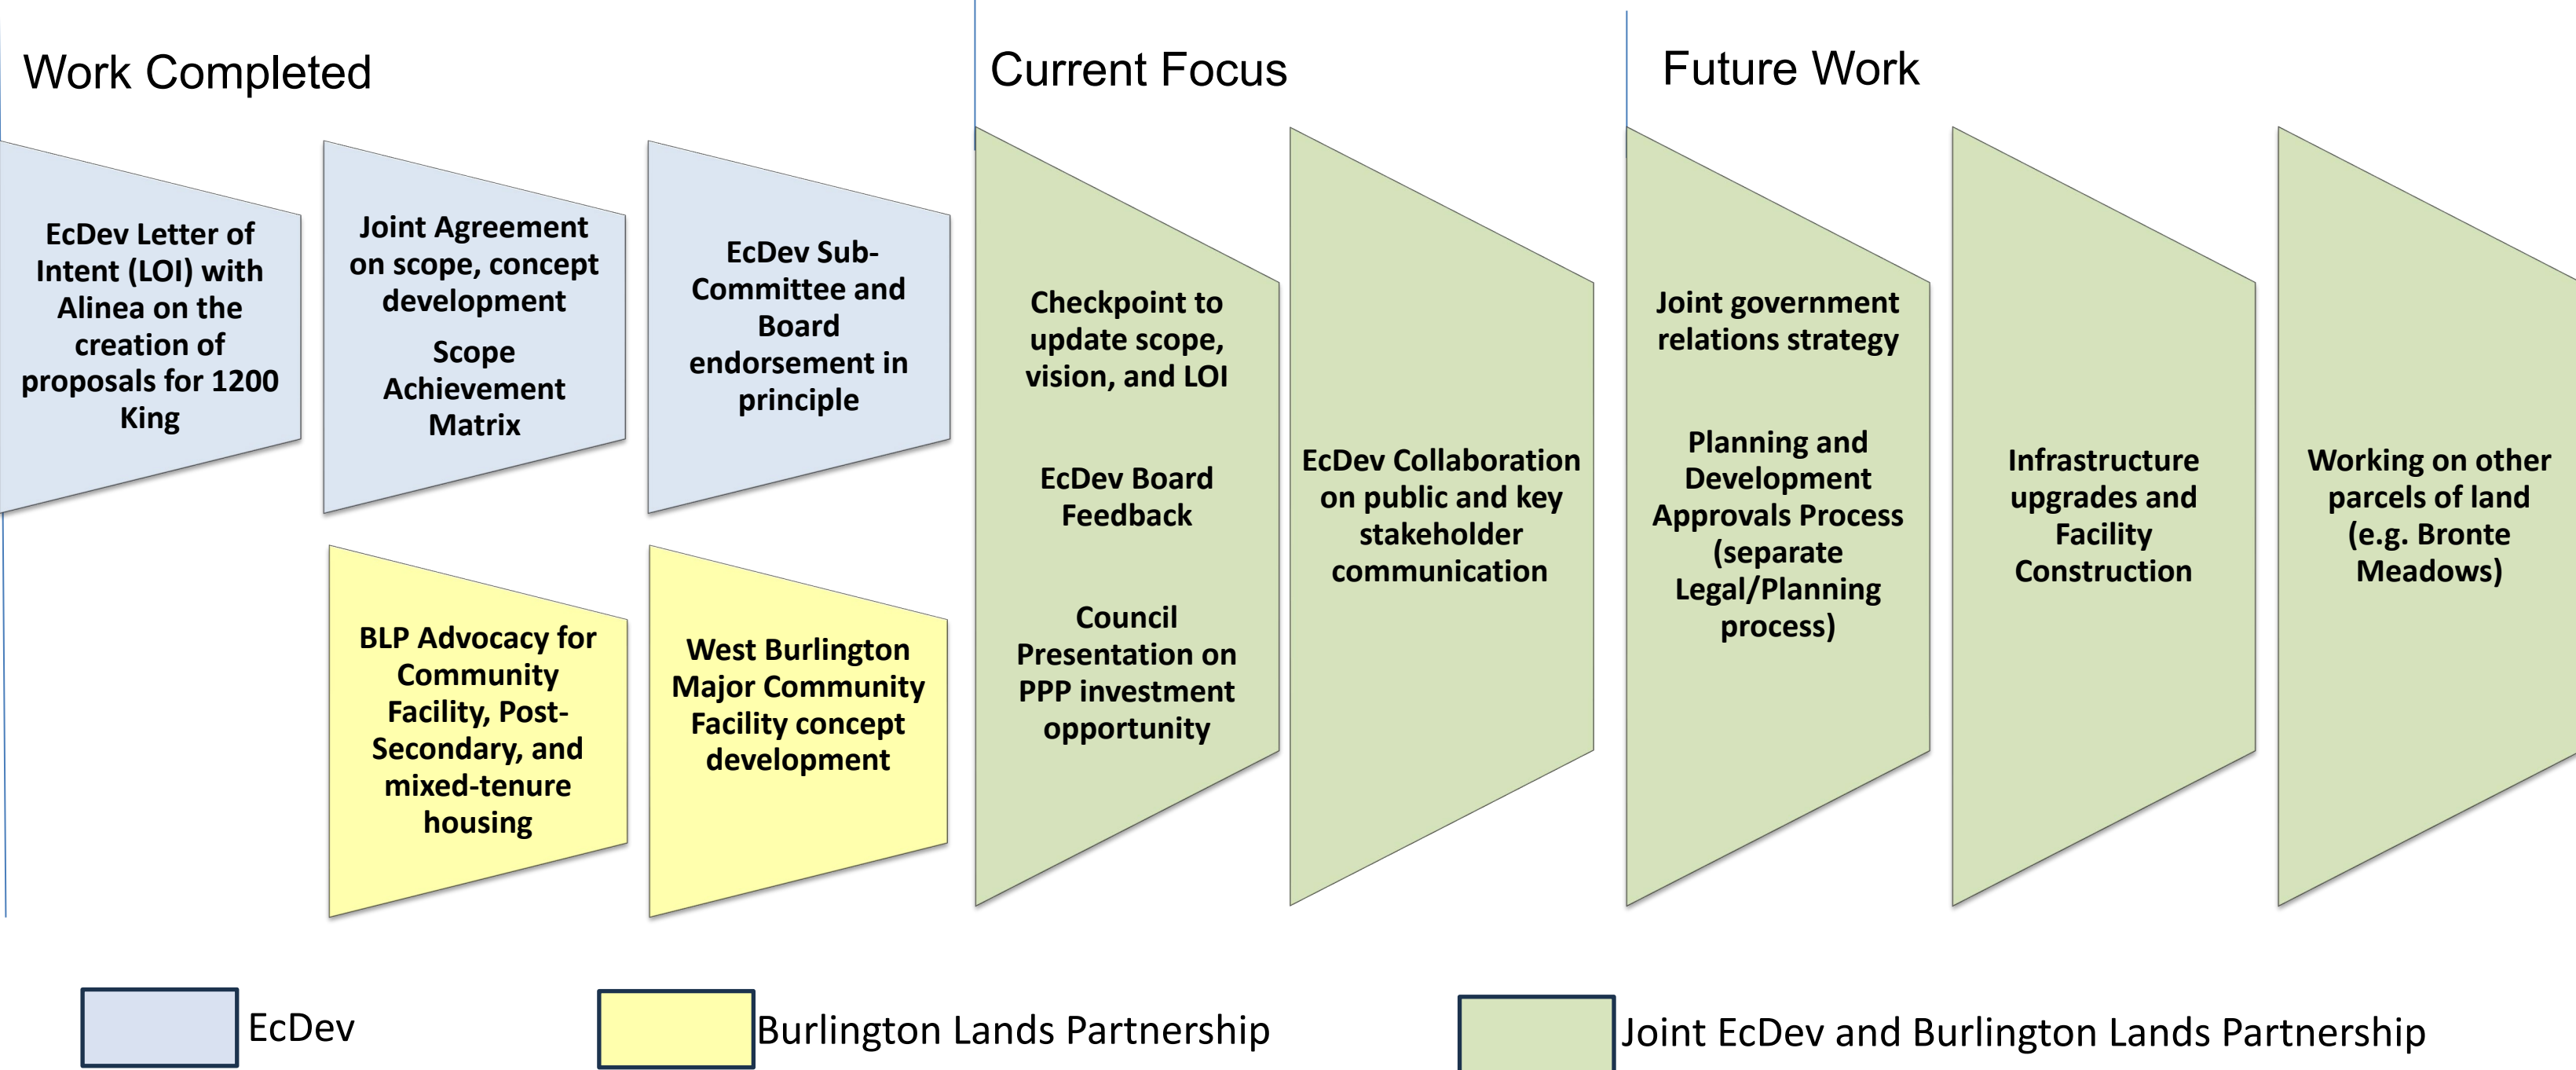 Work Completed
Current Focus
Future Work
EcDev Letter of
Intent (LOI) with
Alinea on the
creation of
proposals for 1200
King
Joint Agreement
on scope, concept
development
Scope
Achievement
Matrix
EcDev Sub-
Committee and
Board
endorsement in
principle
BLP Advocacy for
Community
Facility, Post-
Secondary, and
mixed-tenure
housing
West Burlington
Major Community
Facility concept
development
Checkpoint to
update scope,
vision, and LOI
EcDev Board
Feedback
Council
Presentation on
PPP investment
opportunity
EcDev Collaboration
on public and key
stakeholder
communication
Joint government
relations strategy
Planning and
Development
Approvals Process
(separate
Legal/Planning
process)
Infrastructure
upgrades and
Facility
Construction
Working on other
parcels of land
(e.g. Bronte
Meadows)
EcDev
Burlington Lands Partnership
Joint EcDev and Burlington Lands Partnership